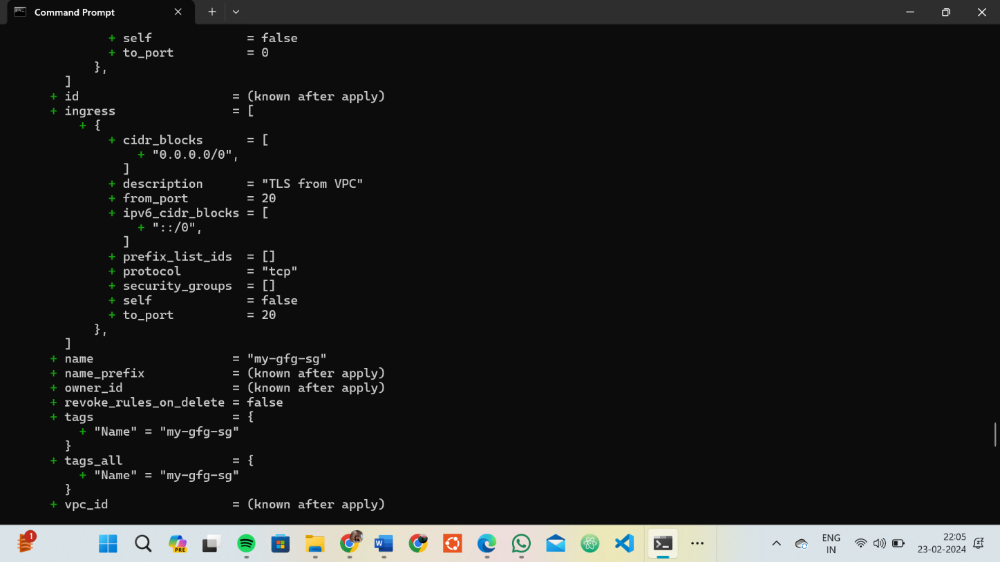 Command Prompt
+ self = false
+ to_port = 0
},
]
+ id = (known after apply)
+ ingress = [
+ {
+ cidr_blocks = [
+ "0.0.0.0/0",
]
+ description = "TLS from VPC"
+ from_port = 20
+ ipv6_cidr_blocks = [
+ "::/0",
]
+ prefix_list_ids = []
+ protocol = "tcp"
+ security_groups = []
+ self = false
+ to_port = 20
},
]
+ name = "my-gfg-sg"
+ name_prefix = (known after apply)
+ owner_id = (known after apply)
+ revoke_rules_on_delete = false
+ tags = {
+ "Name" = "my-gfg-sg"
}
+ tags_all = {
+ "Name" = "my-gfg-sg"
}
+ vpc_id = (known after apply)
1
PRE
W
ENG
IN
22:05
23-02-2024